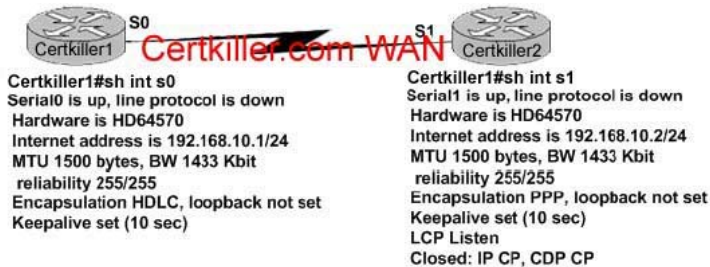 S0
S1
Certkiller1
Certkiller.com WAN
Certkiller2
Certkiller1#sh int s0
Serial0 is up, line protocol is down
Hardware is HD64570
Internet address is 192.168.10.1/24
MTU 1500 bytes, BW 1433 Kbit
reliability 255/255
Encapsulation HDLC, loopback not set
Keepalive set (10 sec)
Certkiller1#sh int s1
Serial1 is up, line protocol is down
Hardware is HD64570
Internet address is 192.168.10.2/24
MTU 1500 bytes, BW 1433 Kbit
reliability 255/255
Encapsulation PPP, loopback not set
Keepalive set (10 sec)
LCP Listen
Closed: IP CP, CDP CP